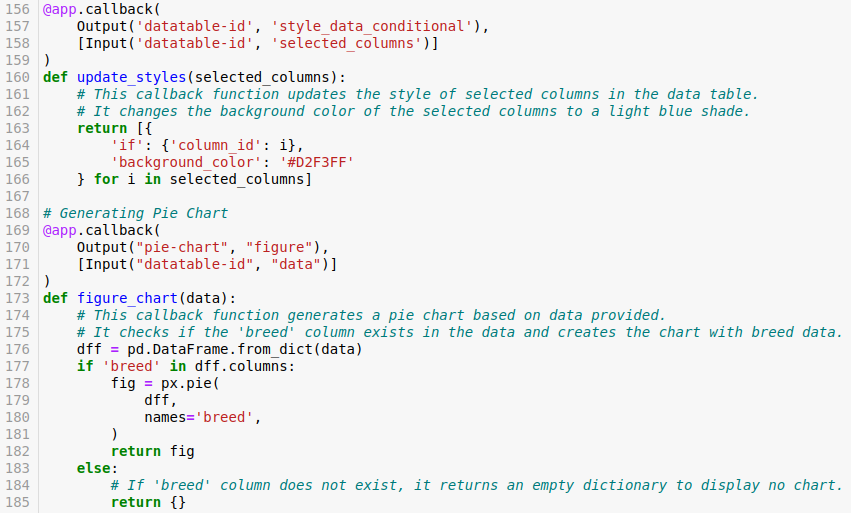 156 @app.callback(
157     Output('datatable-id', 'style_data_conditional'),
158     [Input('datatable-id', 'selected_columns')]
159 )
160 def update_styles(selected_columns):
161     # This callback function updates the style of selected columns in the data table.
162     # It changes the background color of the selected columns to a light blue shade.
163     return [{
164         'if': {'column_id': i},
165         'background_color': '#D2F3FF'
166     } for i in selected_columns]
167
168 # Generating Pie Chart
169 @app.callback(
170     Output("pie-chart", "figure"),
171     [Input("datatable-id", "data")]
172 )
173 def figure_chart(data):
174     # This callback function generates a pie chart based on data provided.
175     # It checks if the 'breed' column exists in the data and creates the chart with breed data.
176     dff = pd.DataFrame.from_dict(data)
177     if 'breed' in dff.columns:
178         fig = px.pie(
179             dff,
180             names='breed',
181         )
182         return fig
183     else:
184         # If 'breed' column does not exist, it returns an empty dictionary to display no chart.
185         return {}